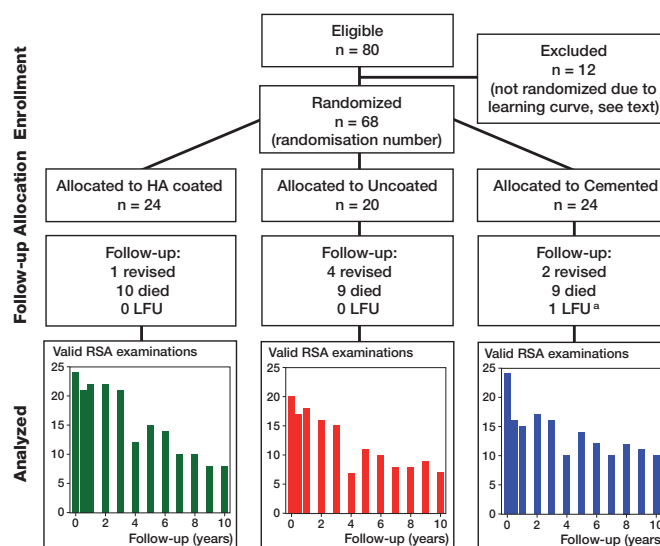 Enrollment
Eligible
n = 80
Excluded
n = 12
(not randomized due to
learning curve, see text)
Randomized
n = 68
(randomisation number)
Allocation
Allocated to HA coated
n = 24
Allocated to Uncoated
n = 20
Allocated to Cemented
n = 24
Follow-up
Follow-up:
1 revised
10 died
0 LFU
Follow-up:
4 revised
9 died
0 LFU
Follow-up:
2 revised
9 died
1 LFU a
Analyzed
Valid RSA examinations
25
20
15
10
5
0
0 2 4 6 8 10
Follow-up (years)
Valid RSA examinations
25
20
15
10
5
0
0 2 4 6 8 10
Follow-up (years)
Valid RSA examinations
25
20
15
10
5
0
0 2 4 6 8 10
Follow-up (years)